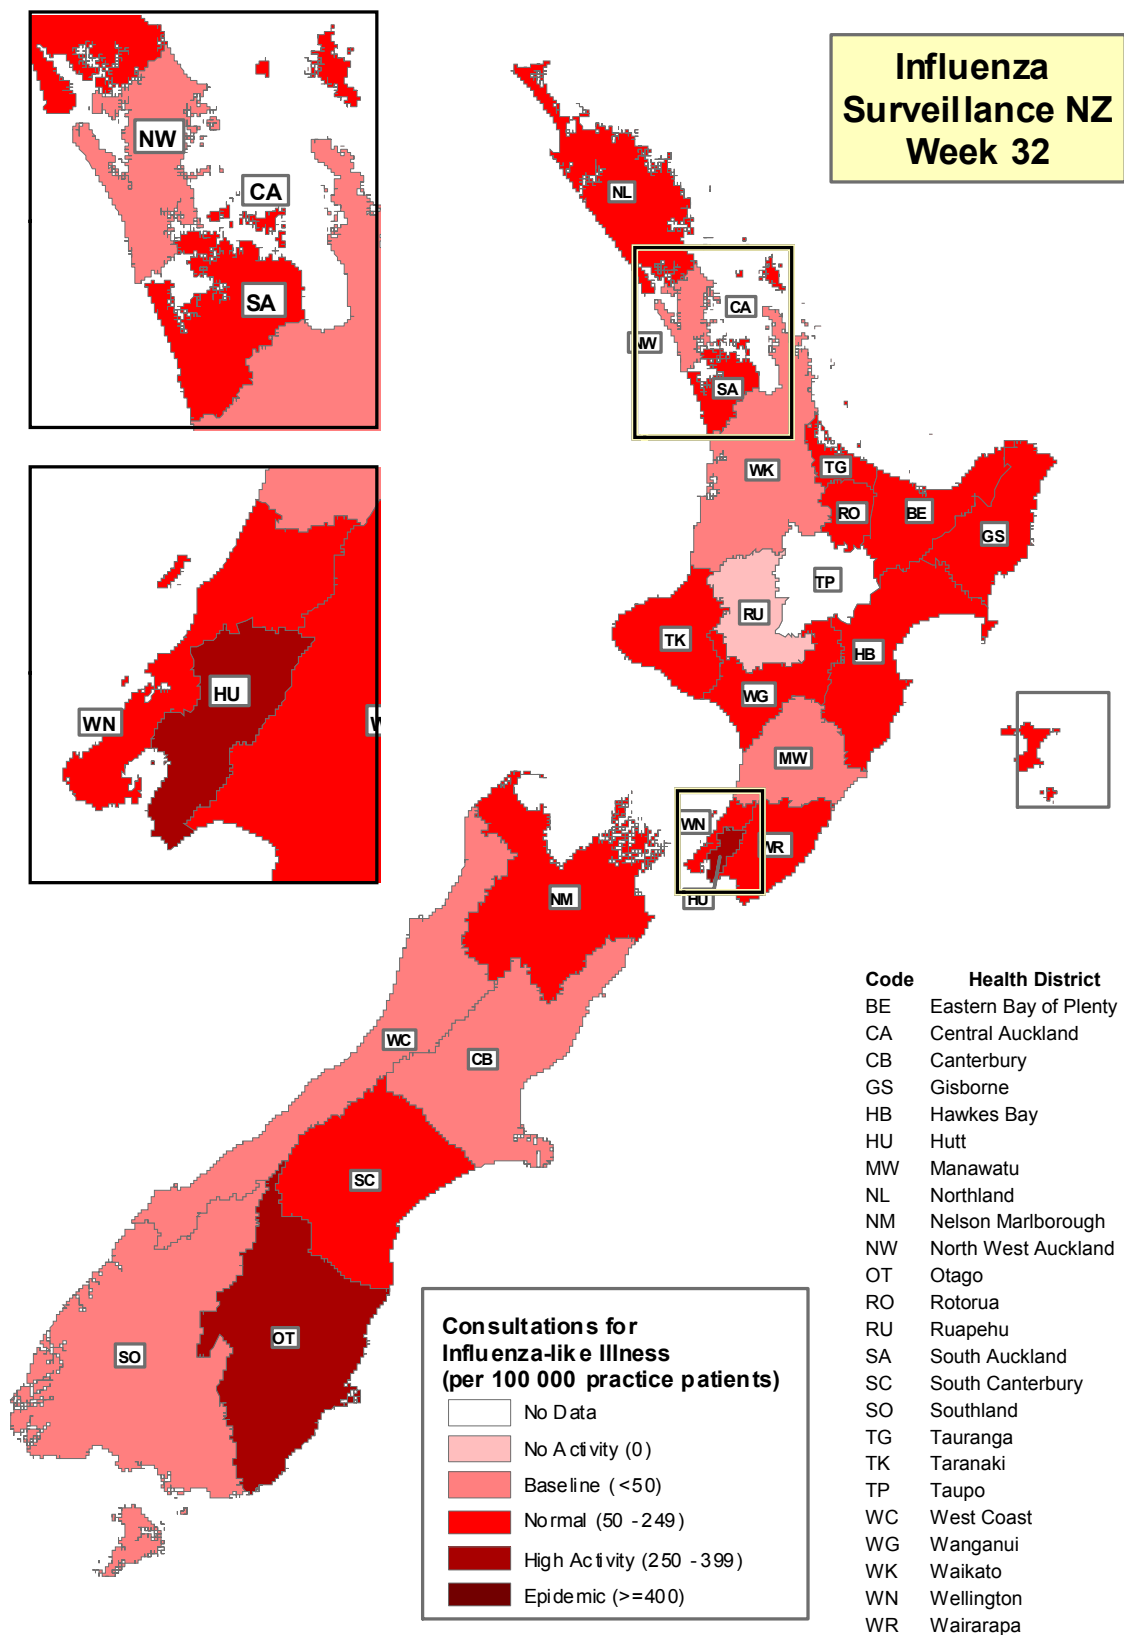 Influenza
Surveillance NZ
Week 32
NW
CA
SA
HU
WN
W
NL
CA
NW
SA
WK
TG
RO
BE
GS
TP
RU
TK
HB
WG
MW
WN
WR
HU
NM
WC
CB
SC
OT
SO
Consultations for
Influenza-like Illness
(per 100 000 practice patients)
No Data
No Activity (0)
Baseline (<50)
Normal (50 -249)
High Activity (250 -399)
Epidemic (>=400)
Code Health District
BE Eastern Bay of Plenty
CA Central Auckland
CB Canterbury
GS Gisborne
HB Hawkes Bay
HU Hutt
MW Manawatu
NL Northland
NM Nelson Marlborough
NW North West Auckland
OT Otago
RO Rotorua
RU Ruapehu
SA South Auckland
SC South Canterbury
SO Southland
TG Tauranga
TK Taranaki
TP Taupo
WC West Coast
WG Wanganui
WK Waikato
WN Wellington
WR Wairarapa